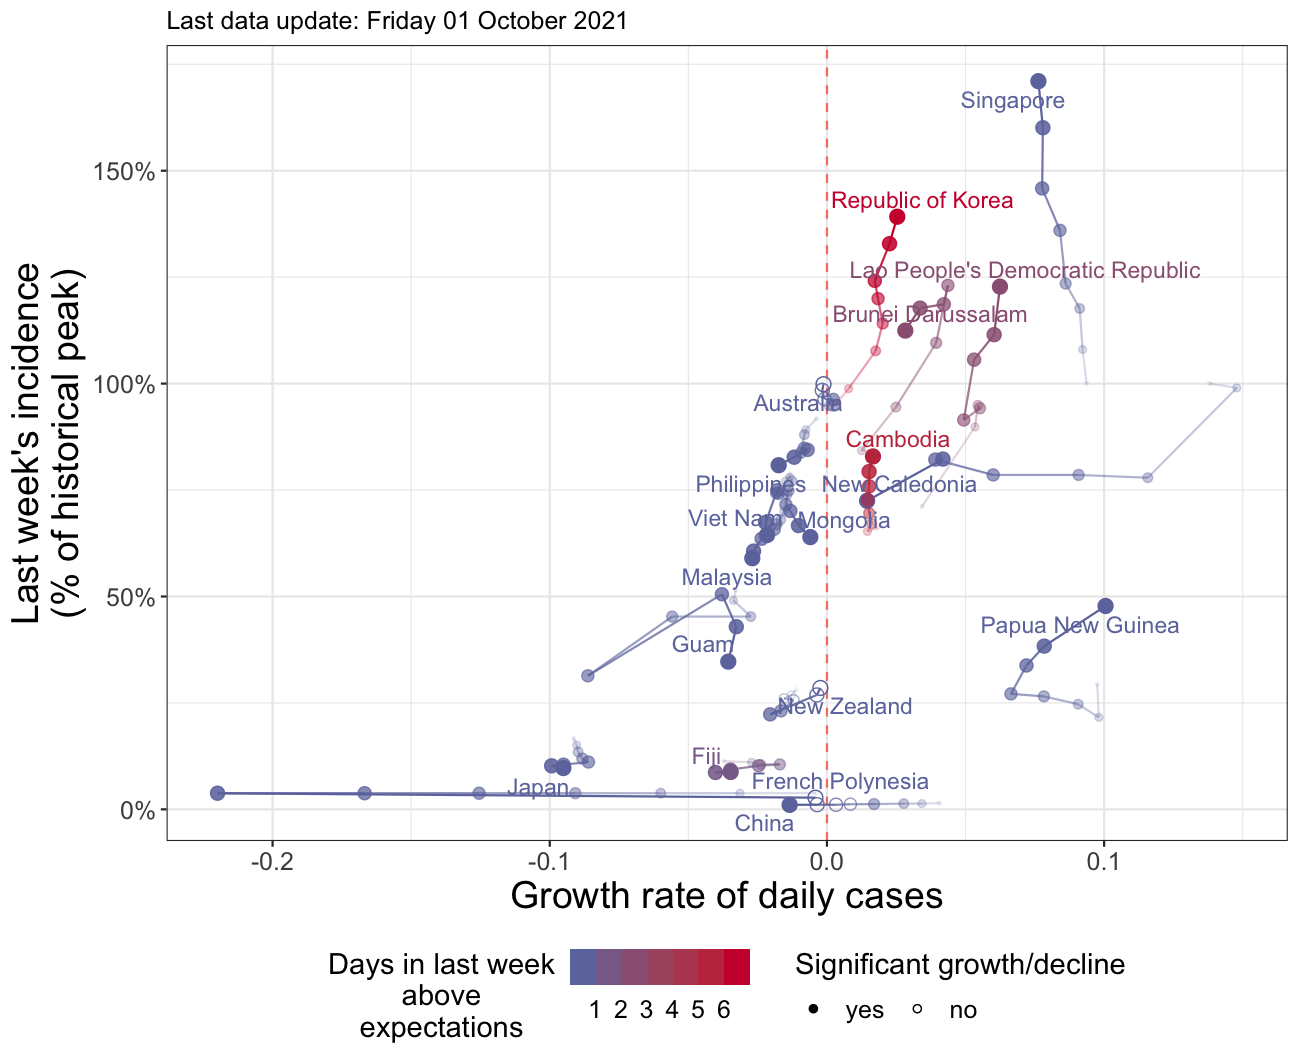 Last data update: Friday 01 October 2021
Last week's incidence
(% of historical peak)
150%
100%
50%
0%
Singapore
Republic of Korea
Lao People's Democratic Republic
Brunei Darussalam
Australia
Cambodia
Philippines
New Caledonia
Viet Nam
Mongolia
Malaysia
Papua New Guinea
Guam
New Zealand
Fiji
French Polynesia
Japan
China
-0.2
-0.1
0.0
0.1
Growth rate of daily cases
Days in last week
above
expectations
1 2 3 4 5 6
Significant growth/decline
yes
no